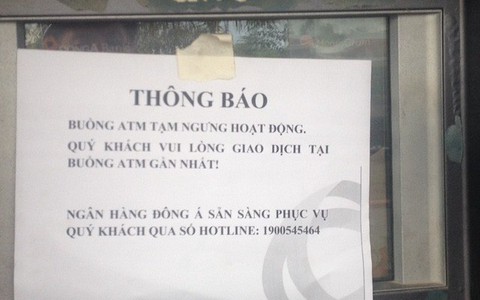 THÔNG BÁO
BUỒNG ATM TẠM NGƯNG HOẠT ĐỘNG.
QUÝ KHÁCH VUI LÒNG GIAO DỊCH TẠI
BUỒNG ATM GẦN NHẤT!
NGÂN HÀNG ĐÔNG Á SẴN SÀNG PHỤC VỤ
QUÝ KHÁCH QUA SỐ HOTLINE: 1900545464